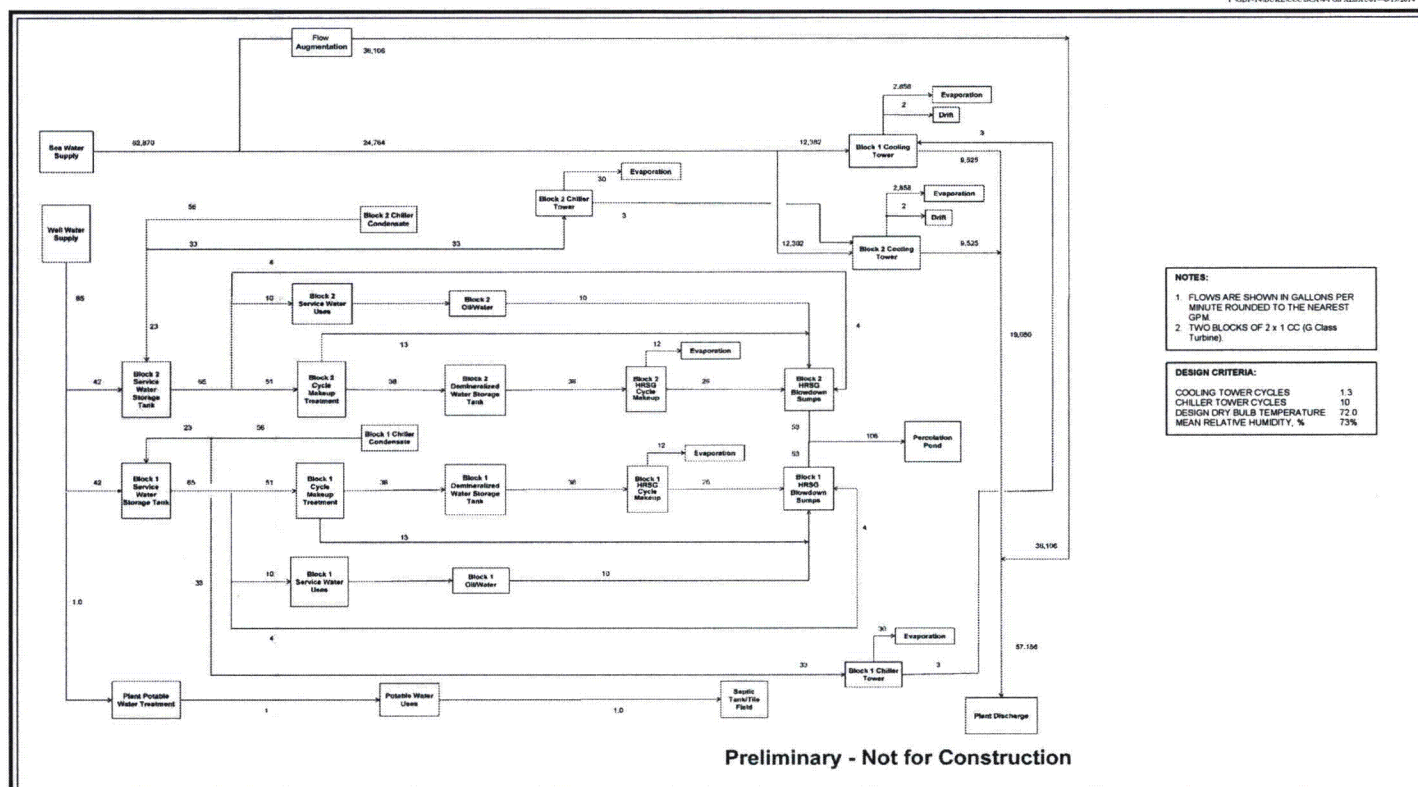 Flow
Augmentation
38,106
2,858
Evaporation
2
Drift
3
Sea Water
Supply
62,870
24,764
12,382
Block 1 Cooling
Tower
9,525
Evaporation
30
2,858
Evaporation
2
Drift
56
Block 2 Chiller
Condensate
Block 2 Chiller
Tower
3
Well Water
Supply
33
33
12,382
Block 2 Cooling
Tower
9,525
85
10
Block 2
Service Water
Uses
Block 2
Oil/Water
10
4
19,050
23
13
12
Evaporation
42
Block 2
Service
Water
Storage
Tank
65
51
Block 2
Cycle
Makeup
Treatment
38
Block 2
Demineralized
Water Storage
Tank
38
Block 2
HRSG
Cycle
Makeup
26
Block 2
HRSG
Blowdown
Sumps
23
56
Block 1 Chiller
Condensate
53
106
Percolation
Pond
12
Evaporation
53
42
Block 1
Service
Water
Storage Tank
65
51
Block 1
Cycle
Makeup
Treatment
38
Block 1
Demineralized
Water Storage
Tank
38
Block 1
HRSG
Cycle
Makeup
Block 1
HRSG
Blowdown
Sumps
4
13
38,106
33
10
Block 1
Service Water
Uses
Block 1
Oil/Water
10
1.0
4
30
Evaporation
57,156
33
Block 1 Chiller
Tower
3
Plant Potable
Water Treatment
1
Potable Water
Uses
1.0
Septic
Tank/Tile
Field
Plant Discharge
NOTES:
1. FLOWS ARE SHOWN IN GALLONS PER
MINUTE ROUNDED TO THE NEAREST
GPM.
2. TWO BLOCKS OF 2 x 1 CC (G Class
Turbine).
DESIGN CRITERIA:
COOLING TOWER CYCLES 1.3
CHILLER TOWER CYCLES 10
DESIGN DRY BULB TEMPERATURE 72.0
MEAN RELATIVE HUMIDITY, % 73%
Preliminary - Not for Construction